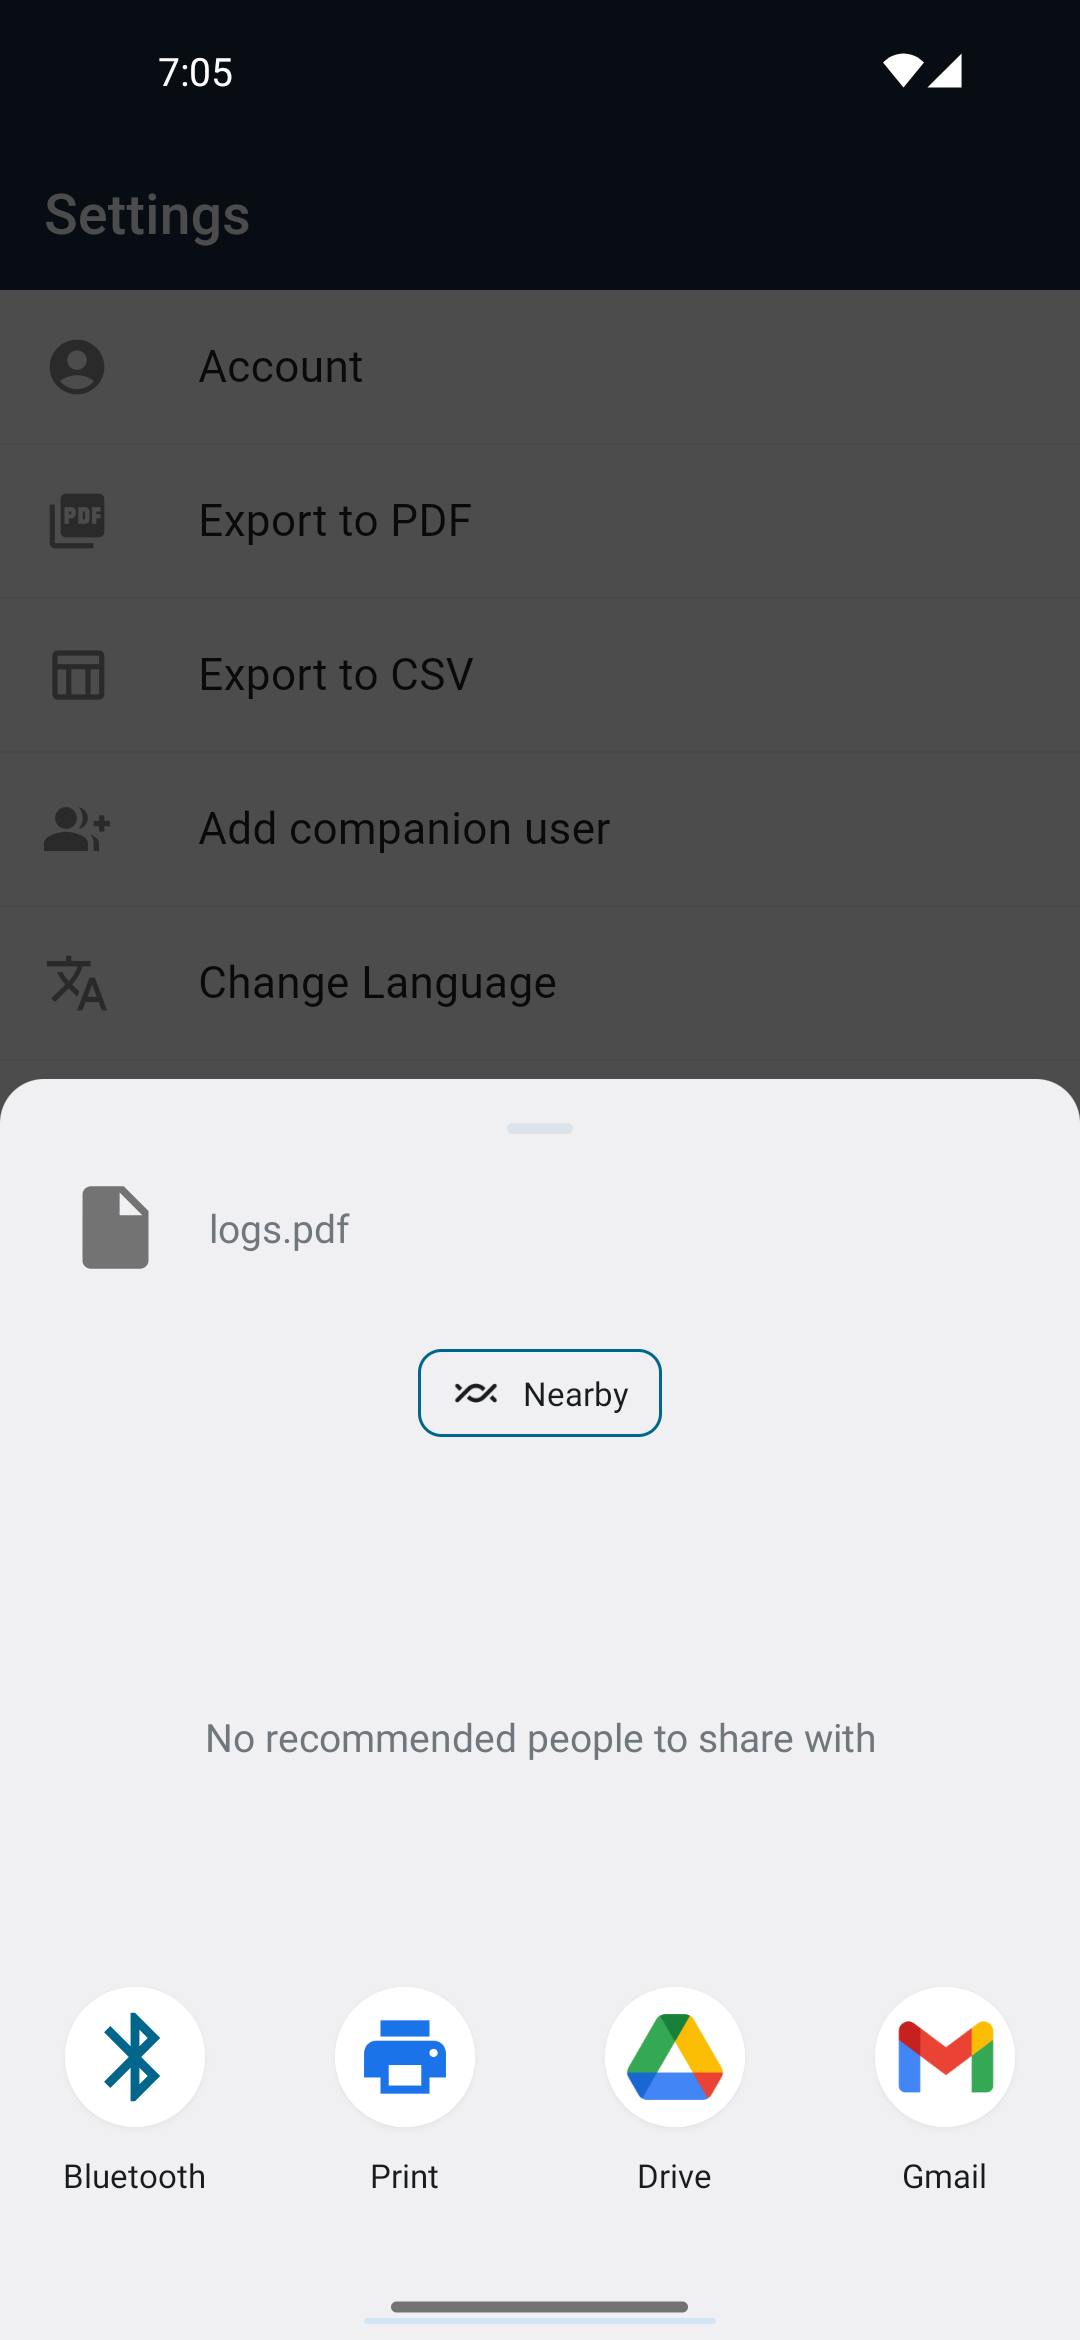 7:05
Settings
Account
PDF
Export to PDF
Export to CSV
Add companion user
Change Language
logs.pdf
Nearby
No recommended people to share with
Bluetooth
Print
Drive
Gmail